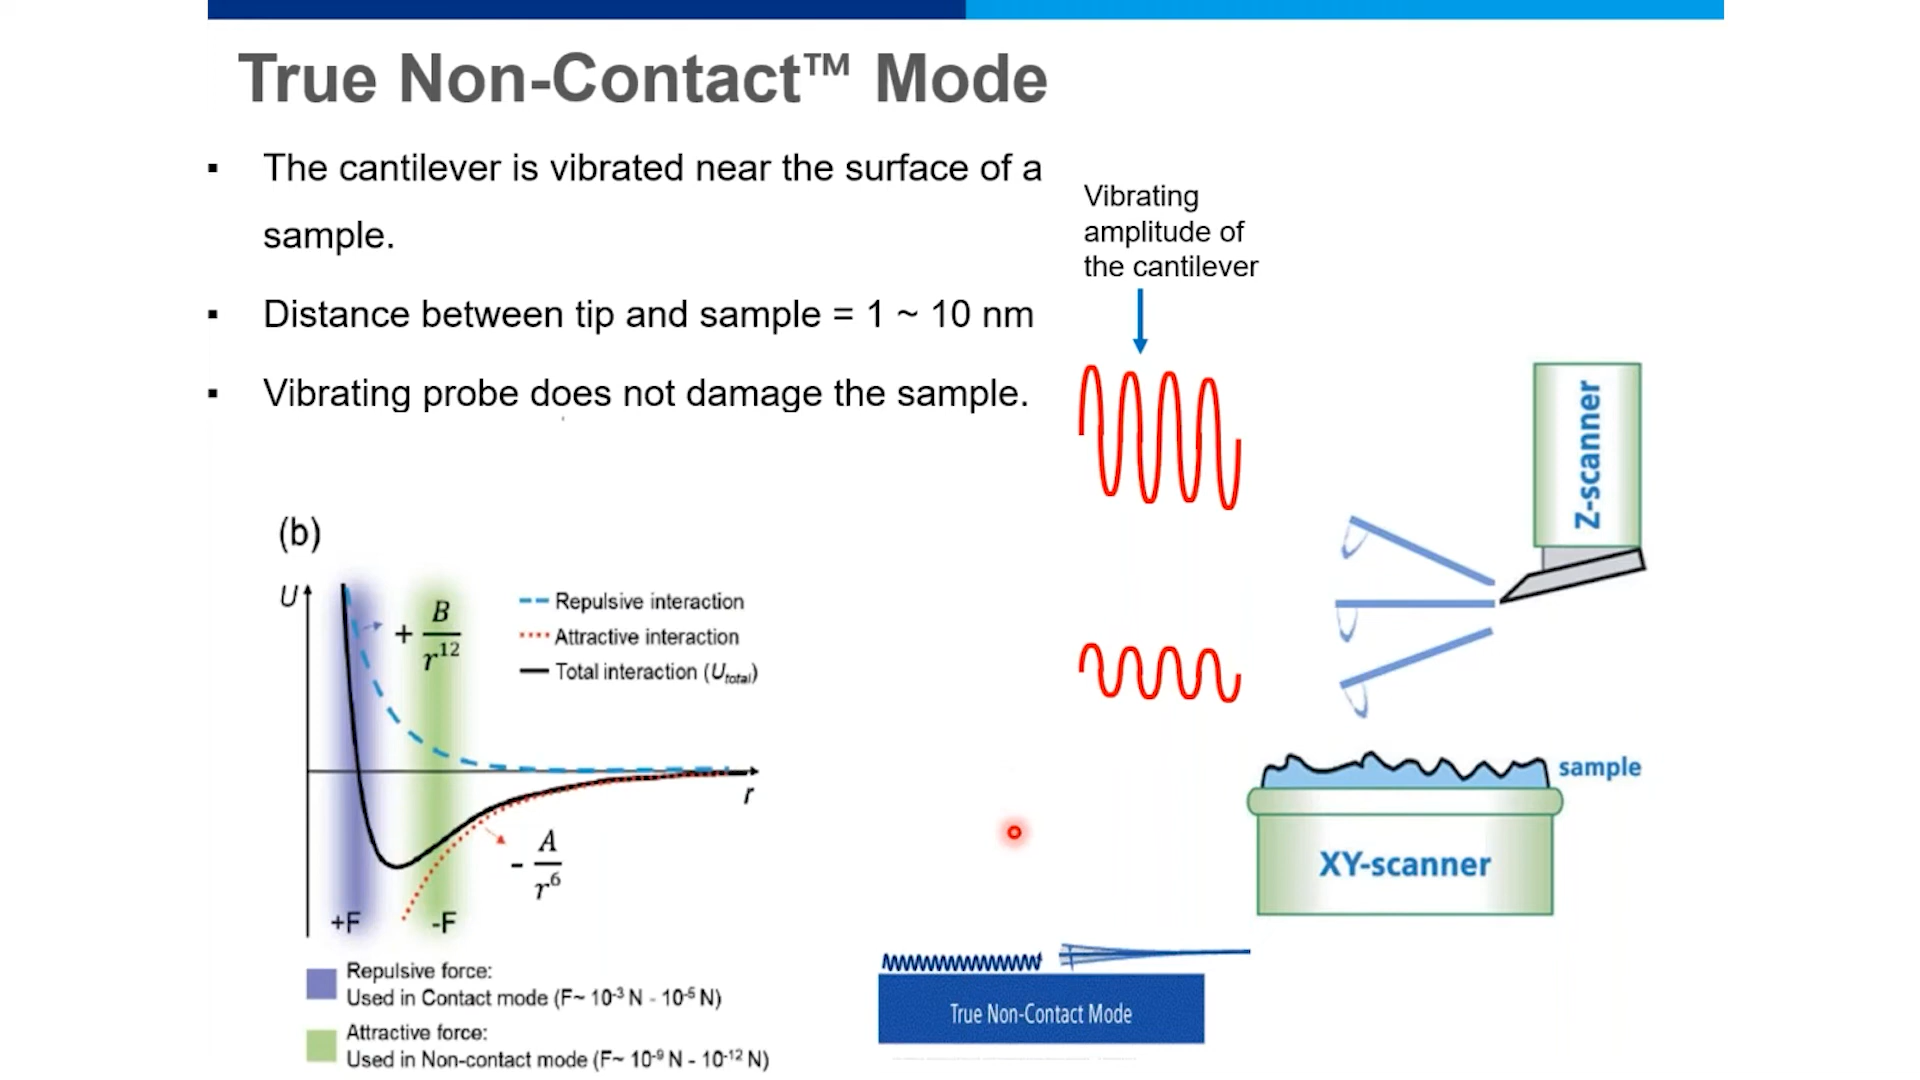 True Non-Contact™ Mode
▪ The cantilever is vibrated near the surface of a
sample.
▪ Distance between tip and sample = 1 ~ 10 nm
▪ Vibrating probe does not damage the sample.
Vibrating
amplitude of
the cantilever
Z-scanner
sample
XY-scanner
(b)
U
+ B/r¹²
Repulsive interaction
Attractive interaction
Total interaction (Utotal)
r
- A/r⁶
+F
-F
Repulsive force:
Used in Contact mode (F~ 10⁻³ N - 10⁻⁵ N)
Attractive force:
Used in Non-contact mode (F~ 10⁻⁹ N - 10⁻¹² N)
True Non-Contact Mode